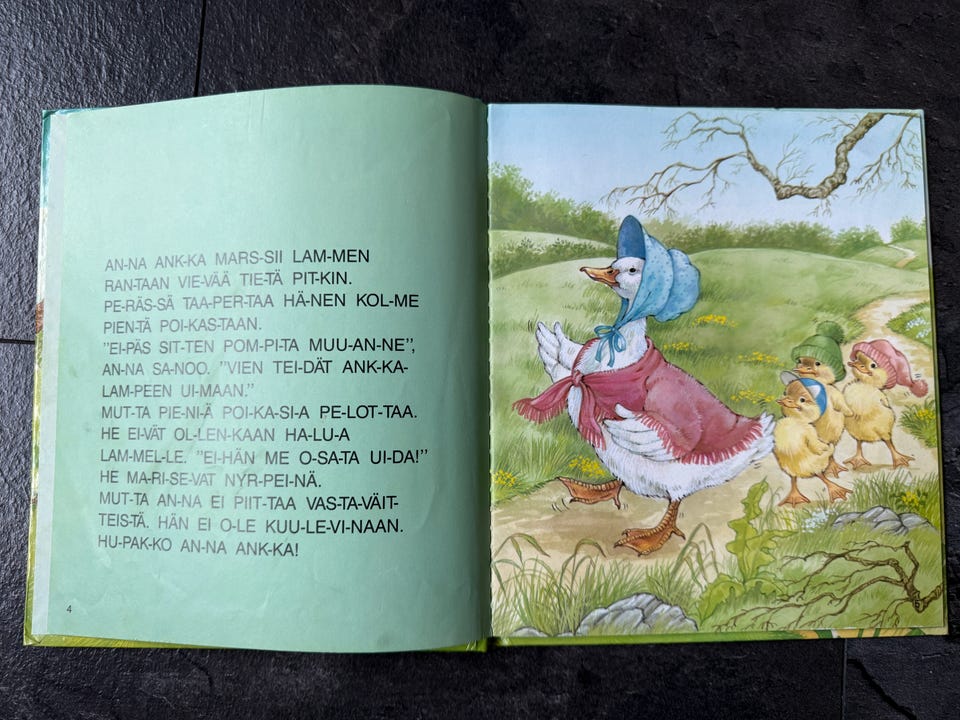 AN-NA ANK-KA MARS-SII LAM-MEN
RAN-TAAN VIE-VÄÄ TIE-TÄ PIT-KIN.
PE-RÄS-SÄ TAA-PER-TAA HÄ-NEN KOL-ME
PIEN-TÄ POI-KAS-TAAN.
"EI-PÄS SIT-TEN POM-PI-TA MUU-AN-NE",
AN-NA SA-NOO. "VIEN TEI-DÄT ANK-KA-
LAM-PEEN UI-MAAN."
MUT-TA PIE-NI-Ä POI-KA-SI-A PE-LOT-TAA.
HE EI-VÄT OL-LEN-KAAN HA-LU-A
LAM-MEL-LE. "EI-HÄN ME O-SA-TA UI-DA!"
HE MA-RI-SE-VAT NYR-PEI-NÄ.
MUT-TA AN-NA EI PIIT-TAA VAS-TA-VÄIT-
TEIS-TÄ. HÄN EI O-LE KUU-LE-VI-NAAN.
HU-PAK-KO AN-NA ANK-KA!
4